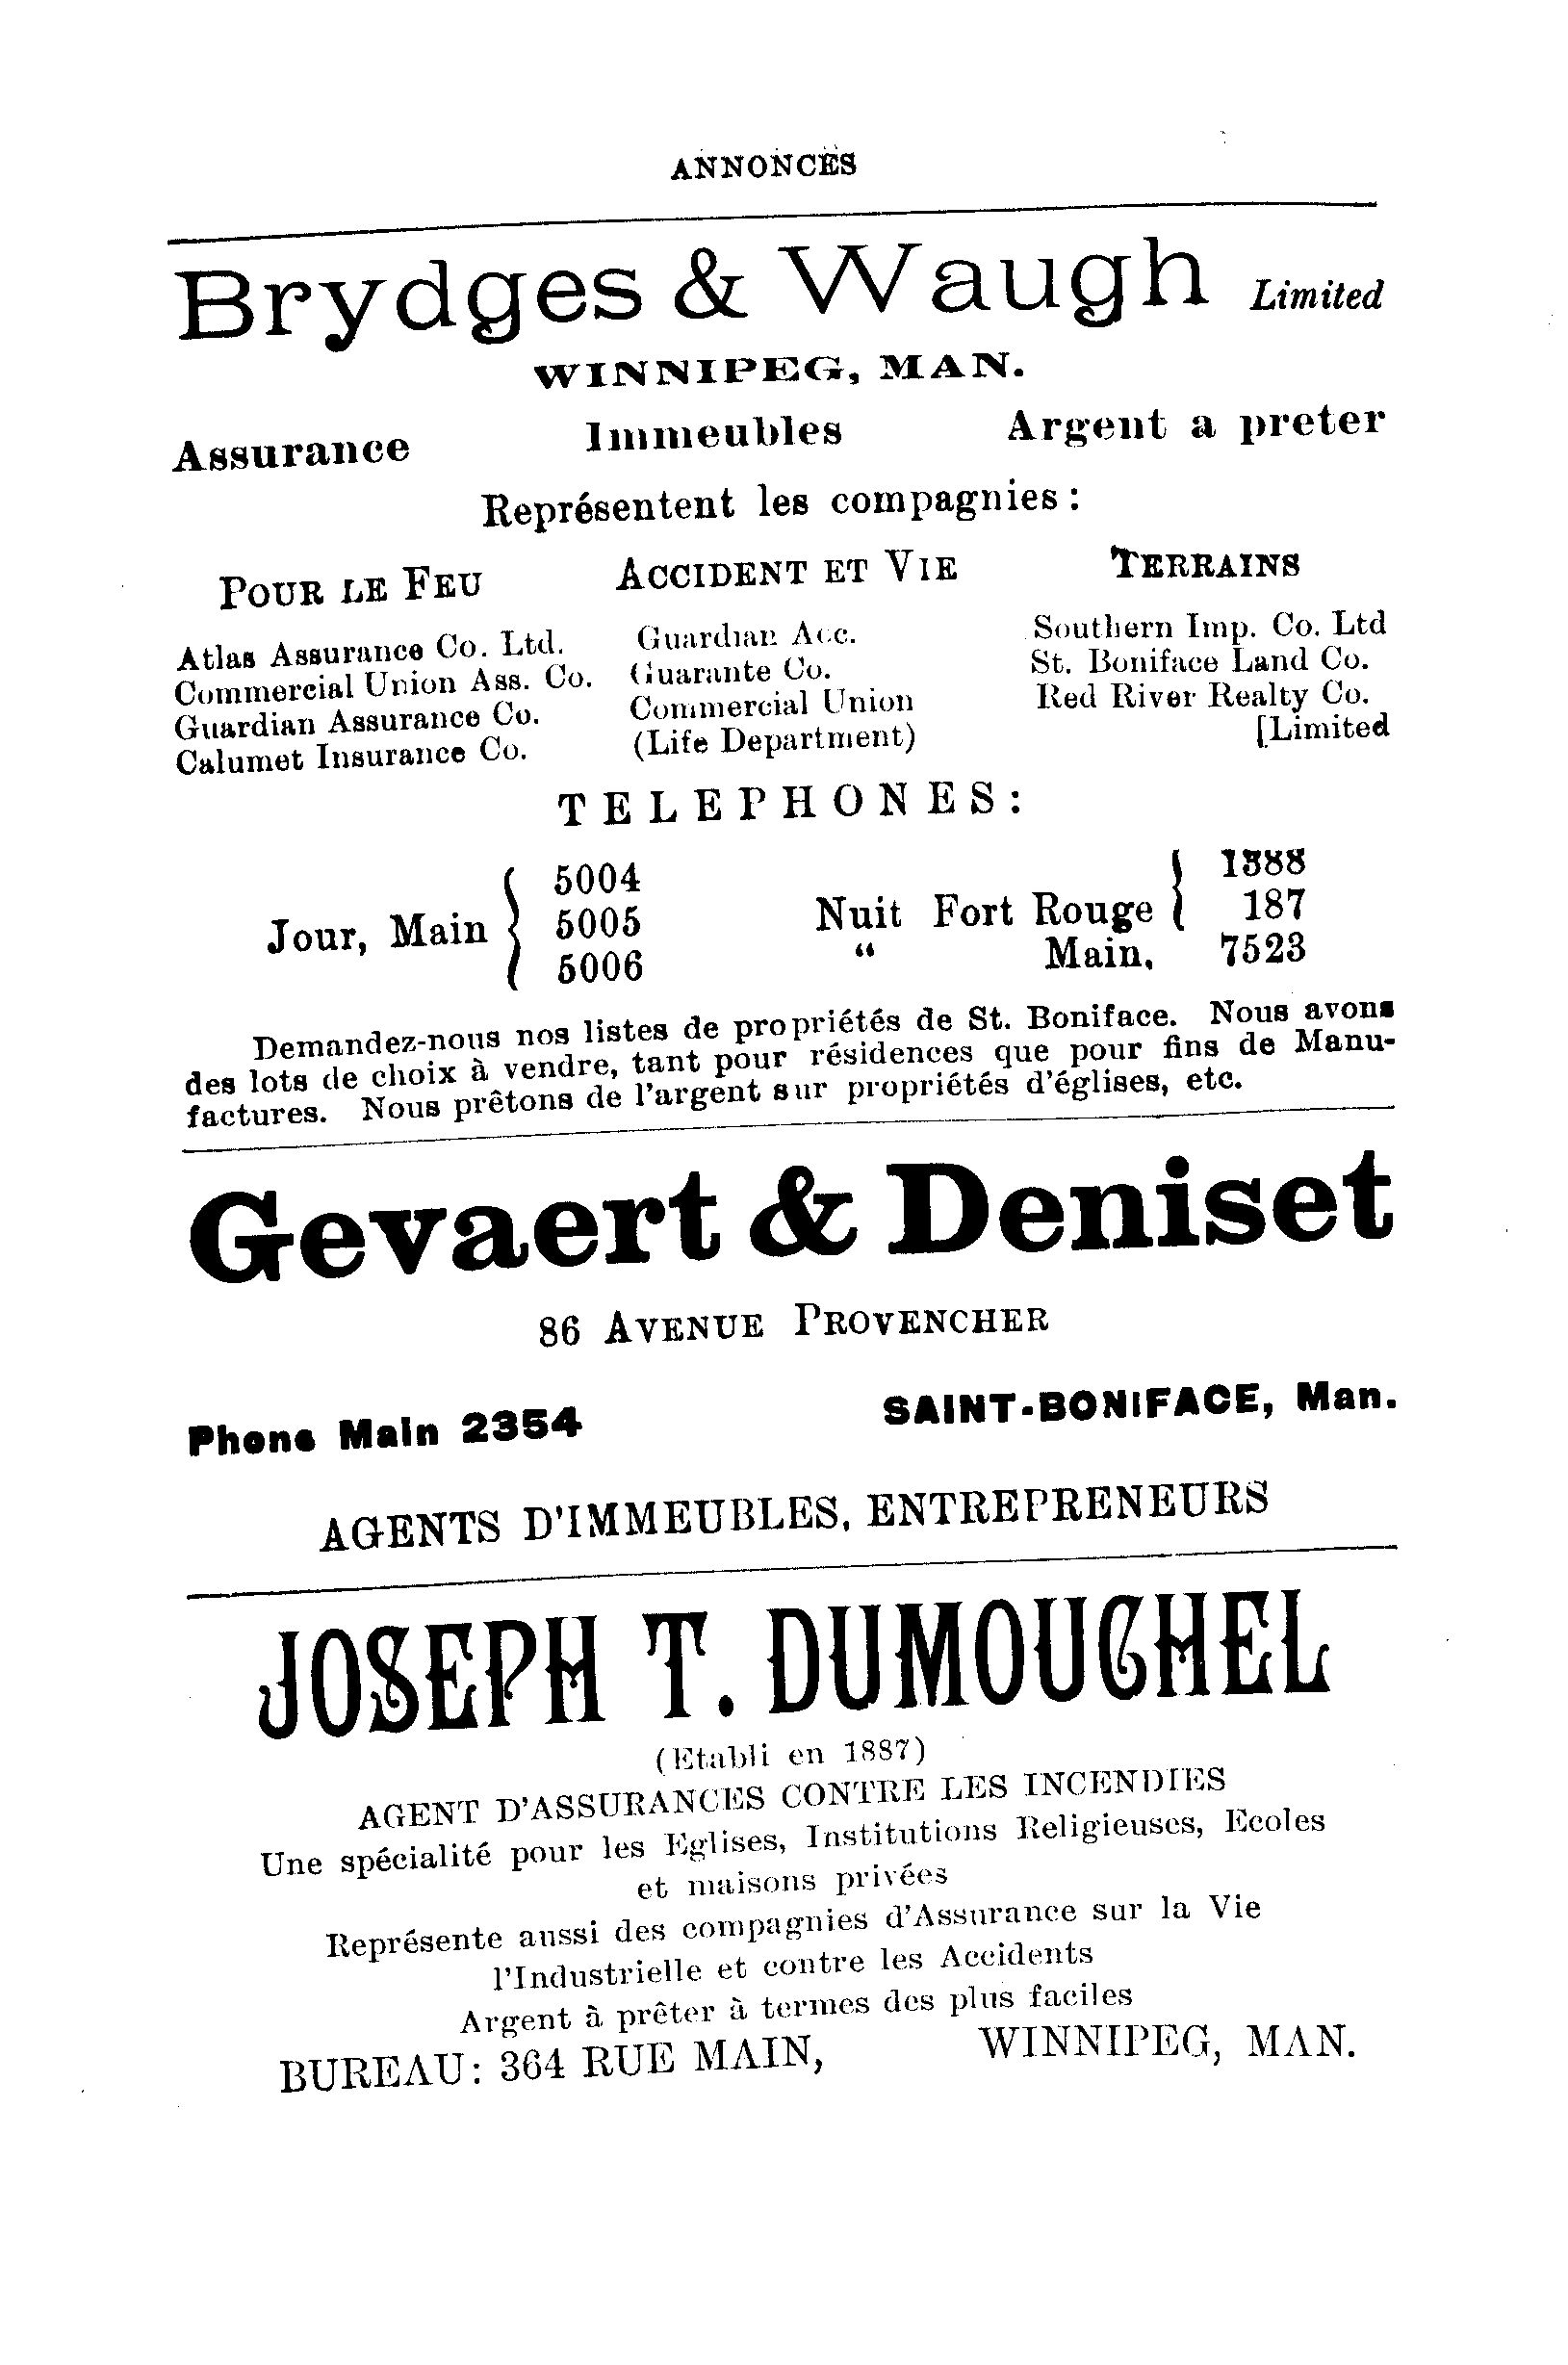 ANNONCES
Brydges & Waugh Limited
WINNIPEG, MAN.
Assurance Immeubles Argent a preter
Représentent les compagnies:
POUR LE FEU ACCIDENT ET VIE TERRAINS
Atlas Assurance Co. Ltd. Guardian Acc. Southern Imp. Co. Ltd
Commercial Union Ass. Co. Guarante Co. St. Boniface Land Co.
Guardian Assurance Co. Commercial Union Red River Realty Co.
Calumet Insurance Co. (Life Department) [Limited
TELEPHONES:
Jour, Main { 5004 5005 5006
Nuit Fort Rouge { 1388 187
“ Main, 7523
Demandez-nous nos listes de propriétés de St. Boniface. Nous avons
des lots de choix à vendre, tant pour résidences que pour fins de Manu-
factures. Nous prêtons de l'argent sur propriétés d'églises, etc.
Gevaert & Deniset
86 AVENUE PROVENCHER
Phone Main 2354 SAINT-BONIFACE, Man.
AGENTS D'IMMEUBLES, ENTREPRENEURS
JOSEPH T. DUMOUCHEL
(Etabli en 1887)
AGENT D'ASSURANCES CONTRE LES INCENDIES
Une spécialité pour les Eglises, Institutions Religieuses, Ecoles
et maisons privées
Représente aussi des compagnies d'Assurance sur la Vie
l'Industrielle et contre les Accidents
Argent à prêter à termes des plus faciles
BUREAU: 364 RUE MAIN, WINNIPEG, MAN.